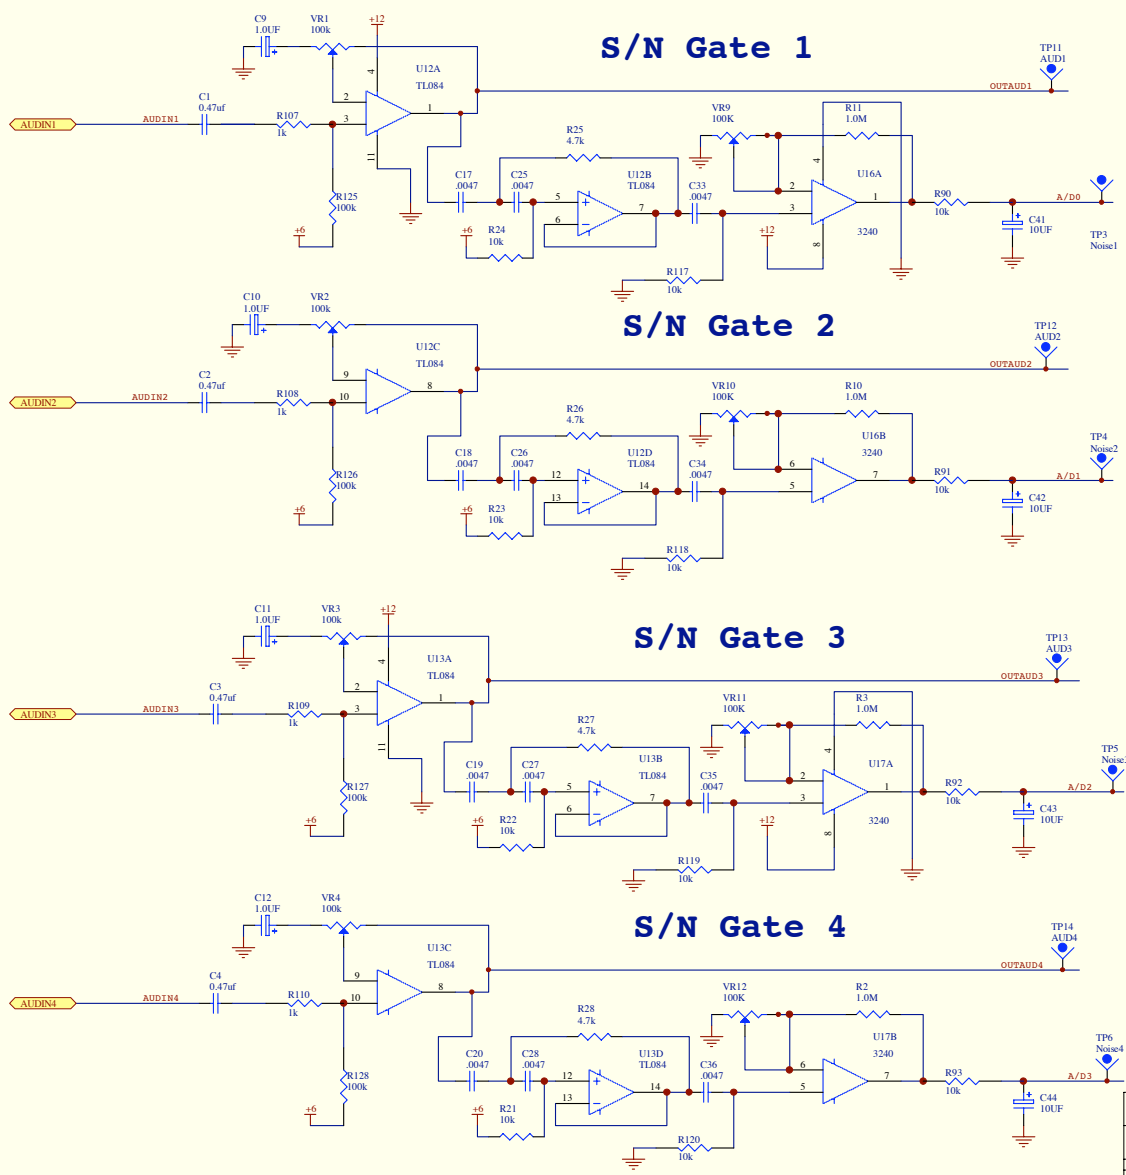 S/N Gate 1
C9
1.0UF
VR1
100k
+12
U12A
TL084
4
2
3
1
11
TP11
AUD1
OUTAUD1
AUDIN1
AUDIN1
C1
0.47uf
R107
1k
R125
100k
+6
C17
.0047
C25
.0047
R25
4.7k
U12B
TL084
5
6
7
+6
R24
10k
C33
.0047
R117
10k
VR9
100K
R11
1.0M
U16A
4
2
3
1
8
3240
+12
R90
10k
A/D0
C41
10UF
TP3
Noise1
S/N Gate 2
C10
1.0UF
VR2
100k
U12C
TL084
9
10
8
TP12
AUD2
OUTAUD2
AUDIN2
AUDIN2
C2
0.47uf
R108
1k
R126
100k
+6
C18
.0047
C26
.0047
R26
4.7k
U12D
TL084
12
13
14
+6
R23
10k
C34
.0047
R118
10k
VR10
100K
R10
1.0M
U16B
3240
6
5
7
R91
10k
A/D1
C42
10UF
TP4
Noise2
S/N Gate 3
C11
1.0UF
VR3
100k
+12
U13A
TL084
4
2
3
1
11
TP13
AUD3
OUTAUD3
AUDIN3
AUDIN3
C3
0.47uf
R109
1k
R127
100k
+6
C19
.0047
C27
.0047
R27
4.7k
U13B
TL084
5
6
7
+6
R22
10k
C35
.0047
R119
10k
VR11
100K
R3
1.0M
U17A
4
2
3
1
8
3240
+12
R92
10k
A/D2
C43
10UF
TP5
S/N Gate 4
C12
1.0UF
VR4
100k
U13C
TL084
9
10
8
TP14
AUD4
OUTAUD4
AUDIN4
AUDIN4
C4
0.47uf
R110
1k
R128
100k
+6
C20
.0047
C28
.0047
R28
4.7k
U13D
TL084
12
13
14
+6
R21
10k
C36
.0047
R120
10k
VR12
100K
R2
1.0M
U17B
3240
6
5
7
R93
10k
A/D3
C44
10UF
TP6
Noise4